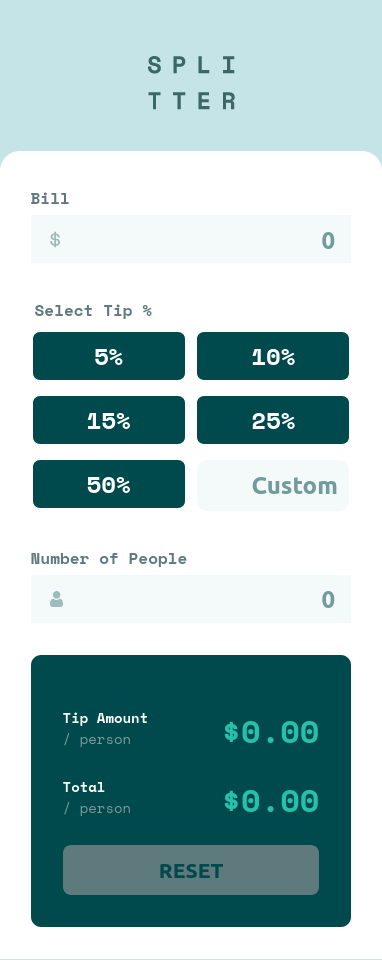 SPLI
TTER
Bill
$ 0
Select Tip %
5% 10%
15% 25%
50% Custom
Number of People
0
Tip Amount
/ person $0.00
Total
/ person $0.00
RESET